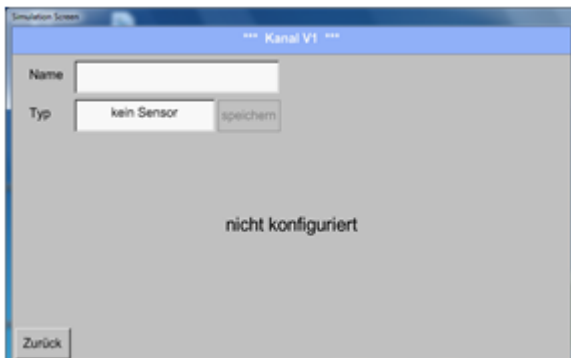 Simulation Screen
*** Kanal V1 ***
Name
Typ kein Sensor speichern
nicht konfiguriert
Zurück